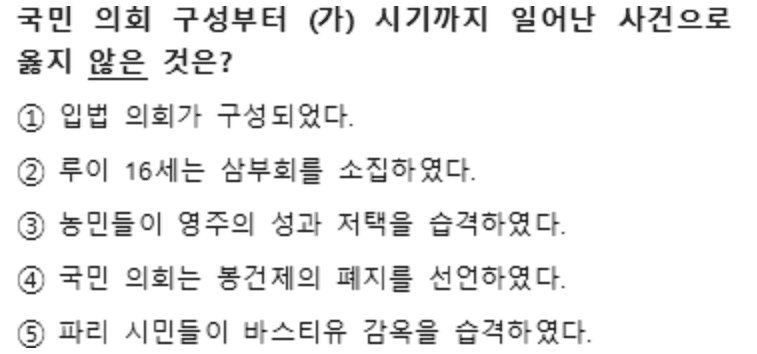 국민 의회 구성부터 (가) 시기까지 일어난 사건으로
옳지 않은 것은?
① 입법 의회가 구성되었다.
② 루이 16세는 삼부회를 소집하였다.
③ 농민들이 영주의 성과 저택을 습격하였다.
④ 국민 의회는 봉건제의 폐지를 선언하였다.
⑤ 파리 시민들이 바스티유 감옥을 습격하였다.